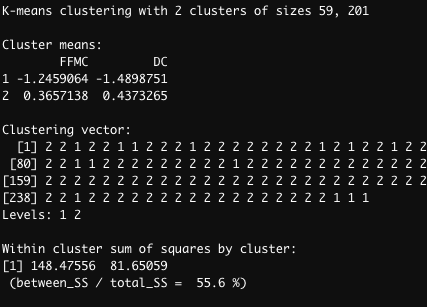 K-means clustering with 2 clusters of sizes 59, 201
Cluster means:
FFMC DC
1 -1.2459064 -1.4898751
2 0.3657138 0.4373265
Clustering vector:
[1] 2 2 1 2 2 1 1 2 2 2 1 2 2 2 2 2 2 2 2 2 1 2 1 2 2 1 2 2
[80] 2 2 1 1 2 2 2 2 2 2 2 2 2 1 2 2 2 2 2 2 2 2 2 2 2 2 2 2
[159] 2 2 2 2 2 2 2 2 2 2 2 2 2 2 2 2 2 2 2 2 2 2 2 2 2 2 2 2
[238] 2 2 1 2 2 2 2 2 2 2 2 2 2 2 2 2 2 2 2 2 1 1 1
Levels: 1 2
Within cluster sum of squares by cluster:
[1] 148.47556 81.65059
(between_SS / total_SS = 55.6 %)